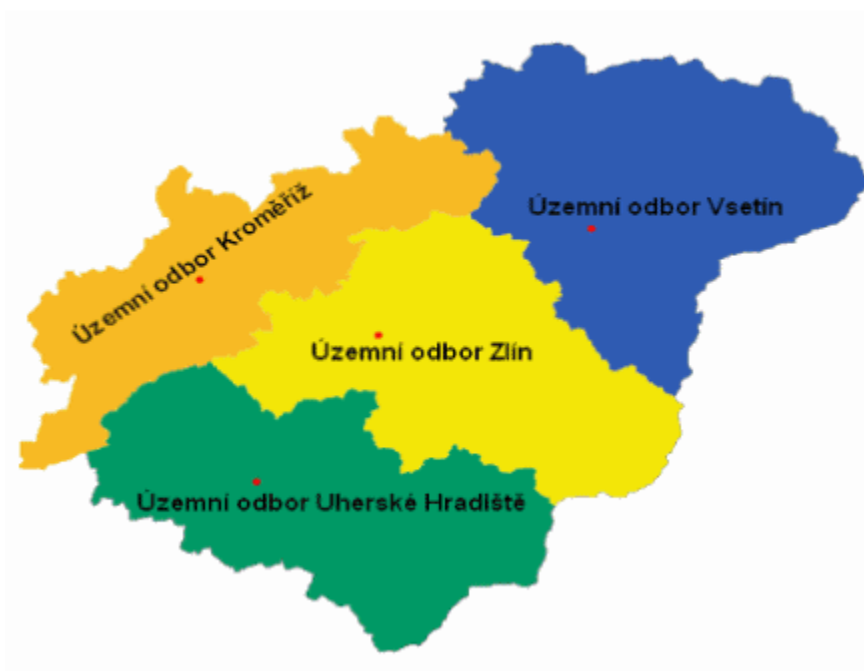 Územní odbor Vsetín
Územní odbor Kroměříž
Územní odbor Zlín
Územní odbor Uherské Hradiště